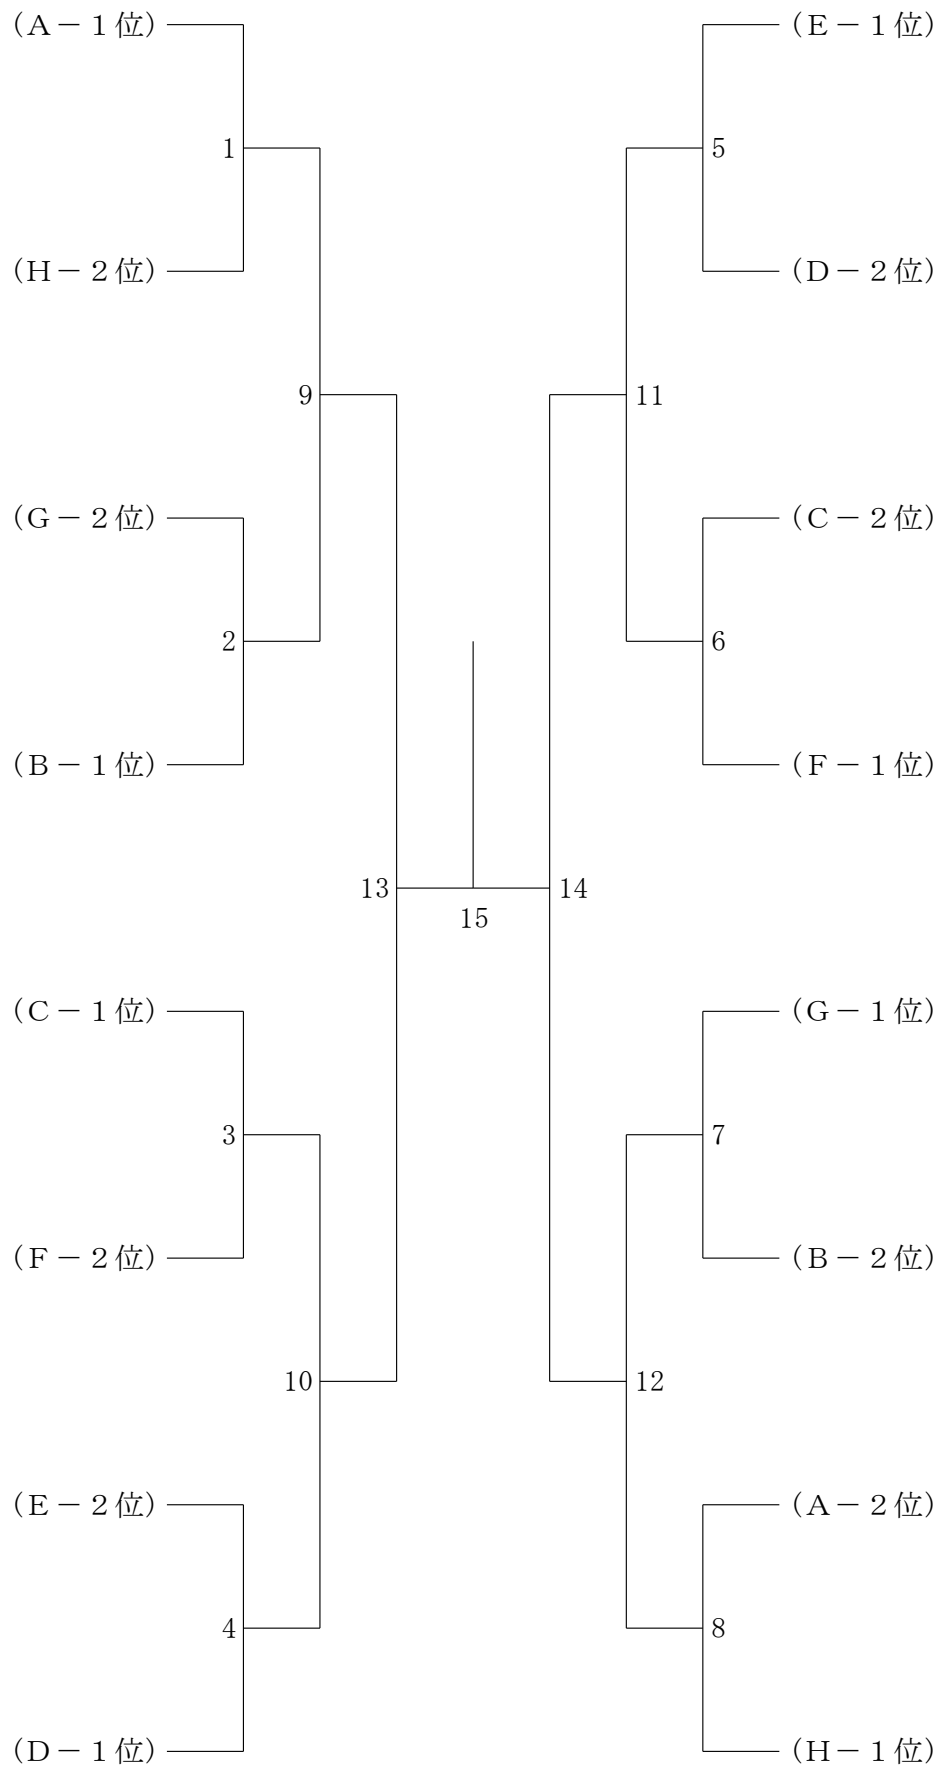 （A－1位）
（E－1位）
1
5
（H－2位）
（D－2位）
9
11
（G－2位）
（C－2位）
2
6
（B－1位）
（F－1位）
13
14
15
（C－1位）
（G－1位）
3
7
（F－2位）
（B－2位）
10
12
（E－2位）
（A－2位）
4
8
（D－1位）
（H－1位）